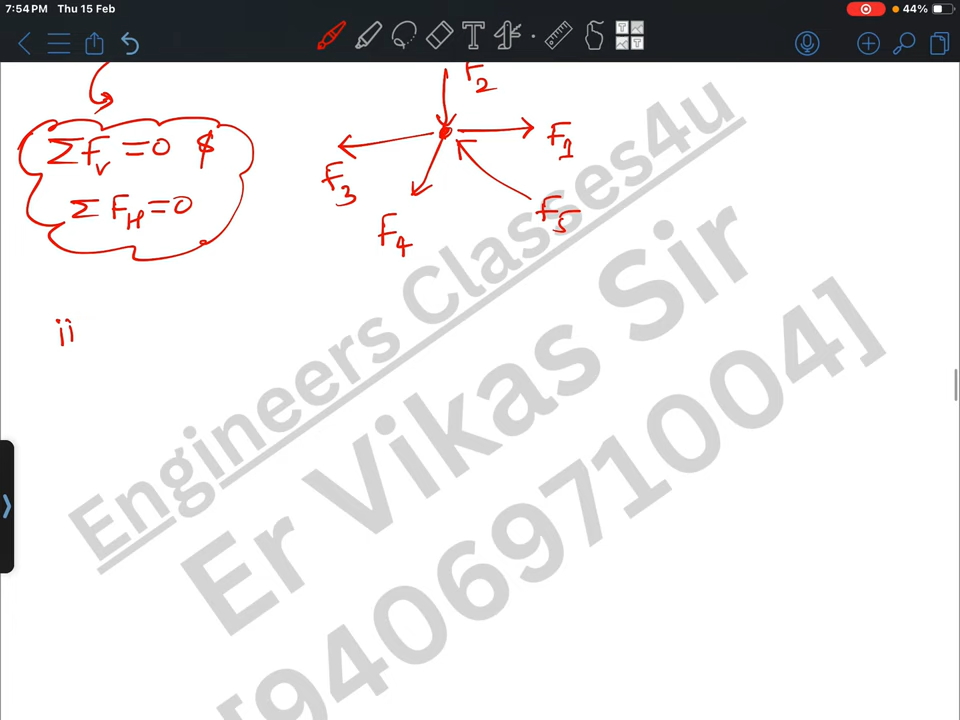 7:54 PM Thu 15 Feb
44%
F2
ΣFv = 0 &
ΣFH = 0
F1
F3
F4
F5
ii
Engineers Classes4u
Er Vikas Sir
[9406971004]